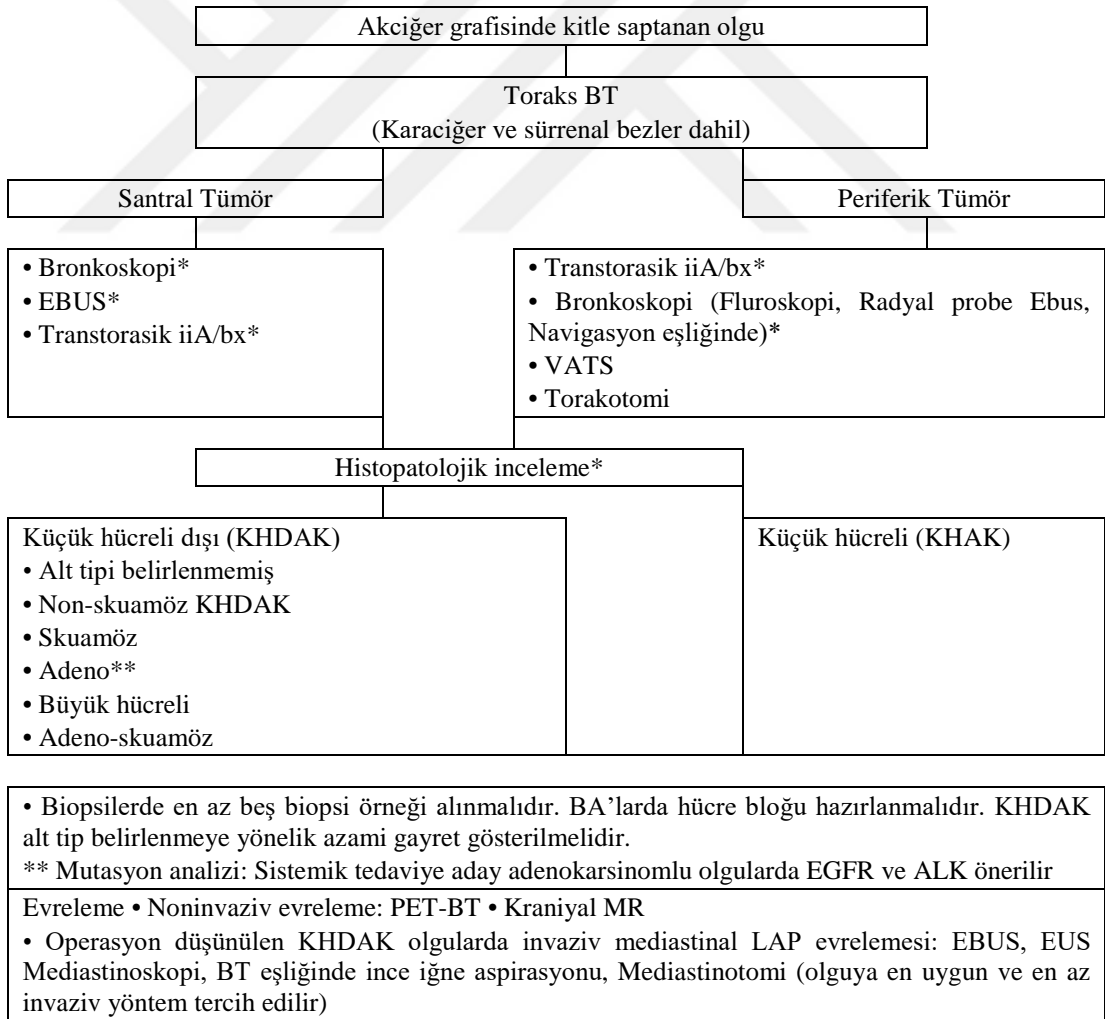 Akciğer grafisinde kitle saptanan olgu
Toraks BT
(Karaciğer ve sürrenal bezler dahil)
Santral Tümör
Periferik Tümör
• Bronkoskopi*
• EBUS*
• Transtorasik iiA/bx*
• Transtorasik iiA/bx*
• Bronkoskopi (Fluroskopi, Radyal probe Ebus,
Navigasyon eşliğinde)*
• VATS
• Torakotomi
Histopatolojik inceleme*
Küçük hücreli dışı (KHDAK)
• Alt tipi belirlenmemiş
• Non-skuamöz KHDAK
• Skuamöz
• Adeno**
• Büyük hücreli
• Adeno-skuamöz
Küçük hücreli (KHAK)
• Biopsilerde en az beş biopsi örneği alınmalıdır. BA’larda hücre bloğu hazırlanmalıdır. KHDAK
alt tip belirlenmeye yönelik azami gayret gösterilmelidir.
** Mutasyon analizi: Sistemik tedaviye aday adenokarsinomlu olgularda EGFR ve ALK önerilir
Evreleme • Noninvaziv evreleme: PET-BT • Kraniyal MR
• Operasyon düşünülen KHDAK olgularda invaziv mediastinal LAP evrelemesi: EBUS, EUS
Mediastinoskopi, BT eşliğinde ince iğne aspirasyonu, Mediastinotomi (olguya en uygun ve en az
invaziv yöntem tercih edilir)